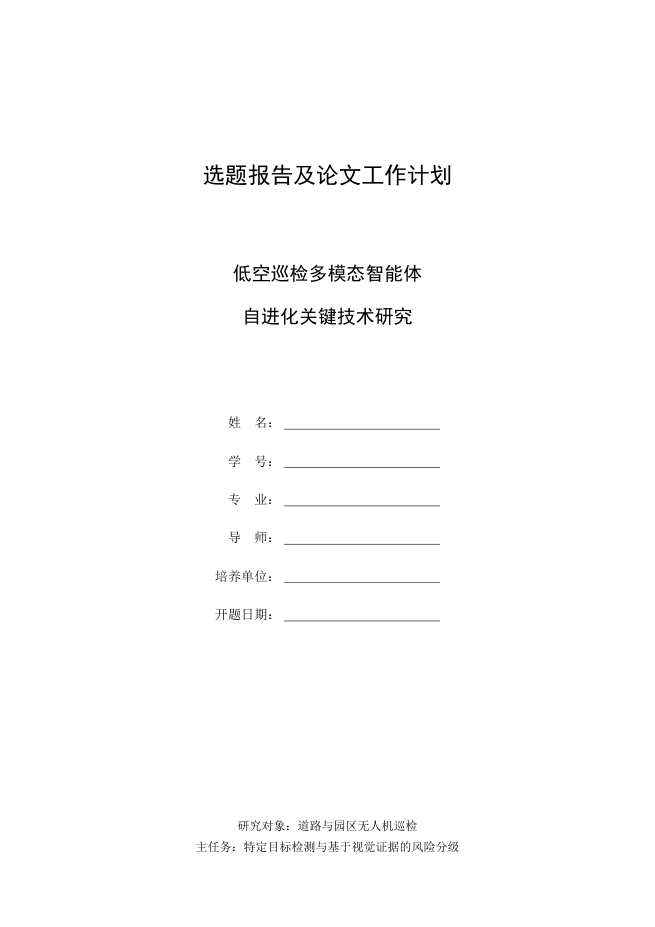 选题报告及论文工作计划
低空巡检多模态智能体
自进化关键技术研究
姓 名：
学 号：
专 业：
导 师：
培养单位：
开题日期：
研究对象：道路与园区无人机巡检
主任务：特定目标检测与基于视觉证据的风险分级